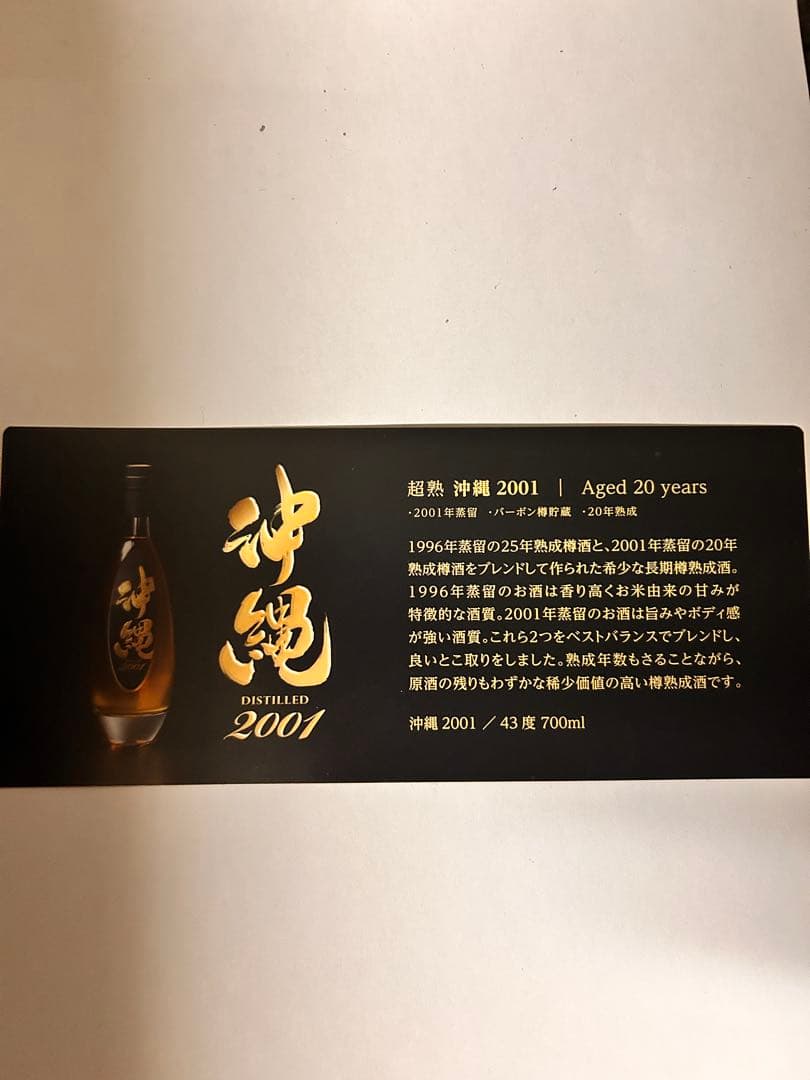 沖縄
2001
沖縄
DISTILLED
2001
超熟 沖縄 2001 | Aged 20 years
・2001年蒸留 ・バーボン樽貯蔵 ・20年熟成
1996年蒸留の25年熟成樽酒と、2001年蒸留の20年
熟成樽酒をブレンドして作られた希少な長期樽熟成酒。
1996年蒸留のお酒は香り高くお米由来の甘みが
特徴的な酒質。2001年蒸留のお酒は旨みやボディ感
が強い酒質。これら2つをベストバランスでブレンドし、
良いとこ取りをしました。熟成年数もさることながら、
原酒の残りもわずかな稀少価値の高い樽熟成酒です。
沖縄 2001 ／ 43 度 700ml